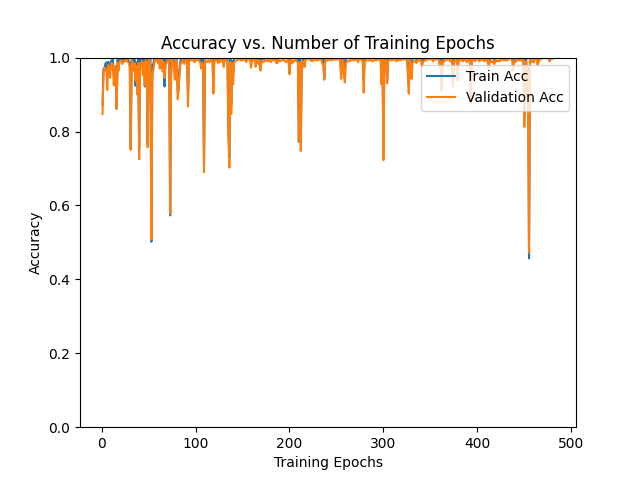 Accuracy vs. Number of Training Epochs
1.0
0.8
0.6
0.4
0.2
0.0
Accuracy
Train Acc
Validation Acc
0 100 200 300 400 500
Training Epochs